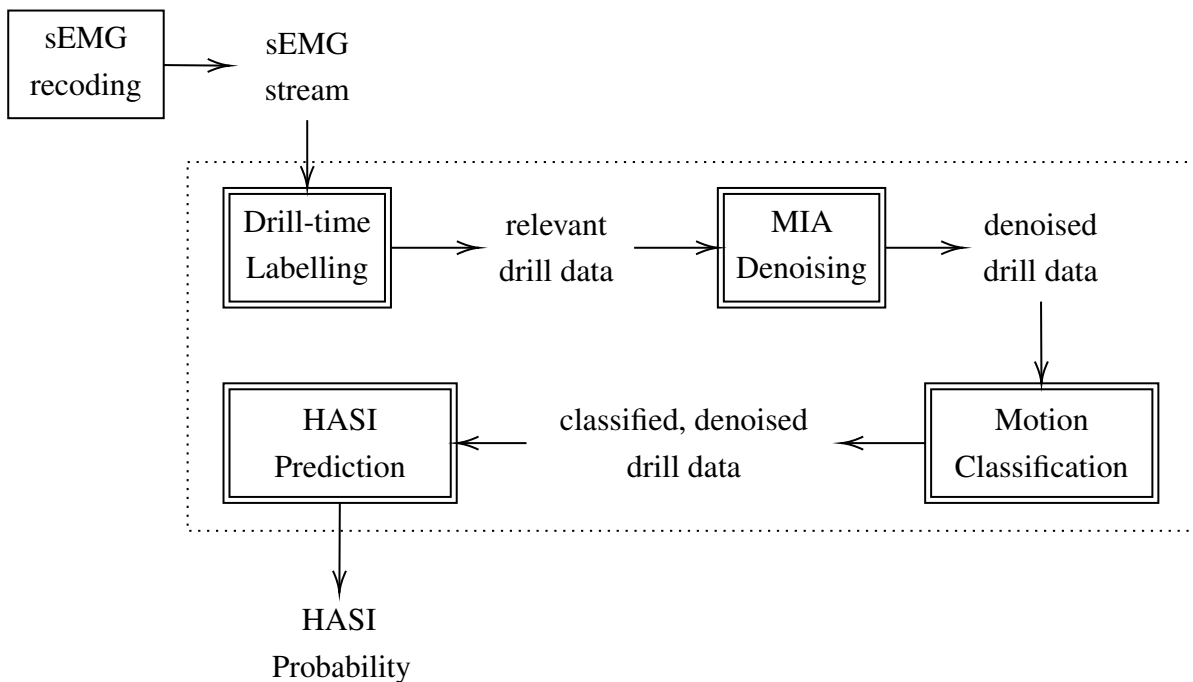 sEMG
recoding
sEMG
stream
Drill-time
Labelling
relevant
drill data
MIA
Denoising
denoised
drill data
Motion
Classification
classified, denoised
drill data
HASI
Prediction
HASI
Probability